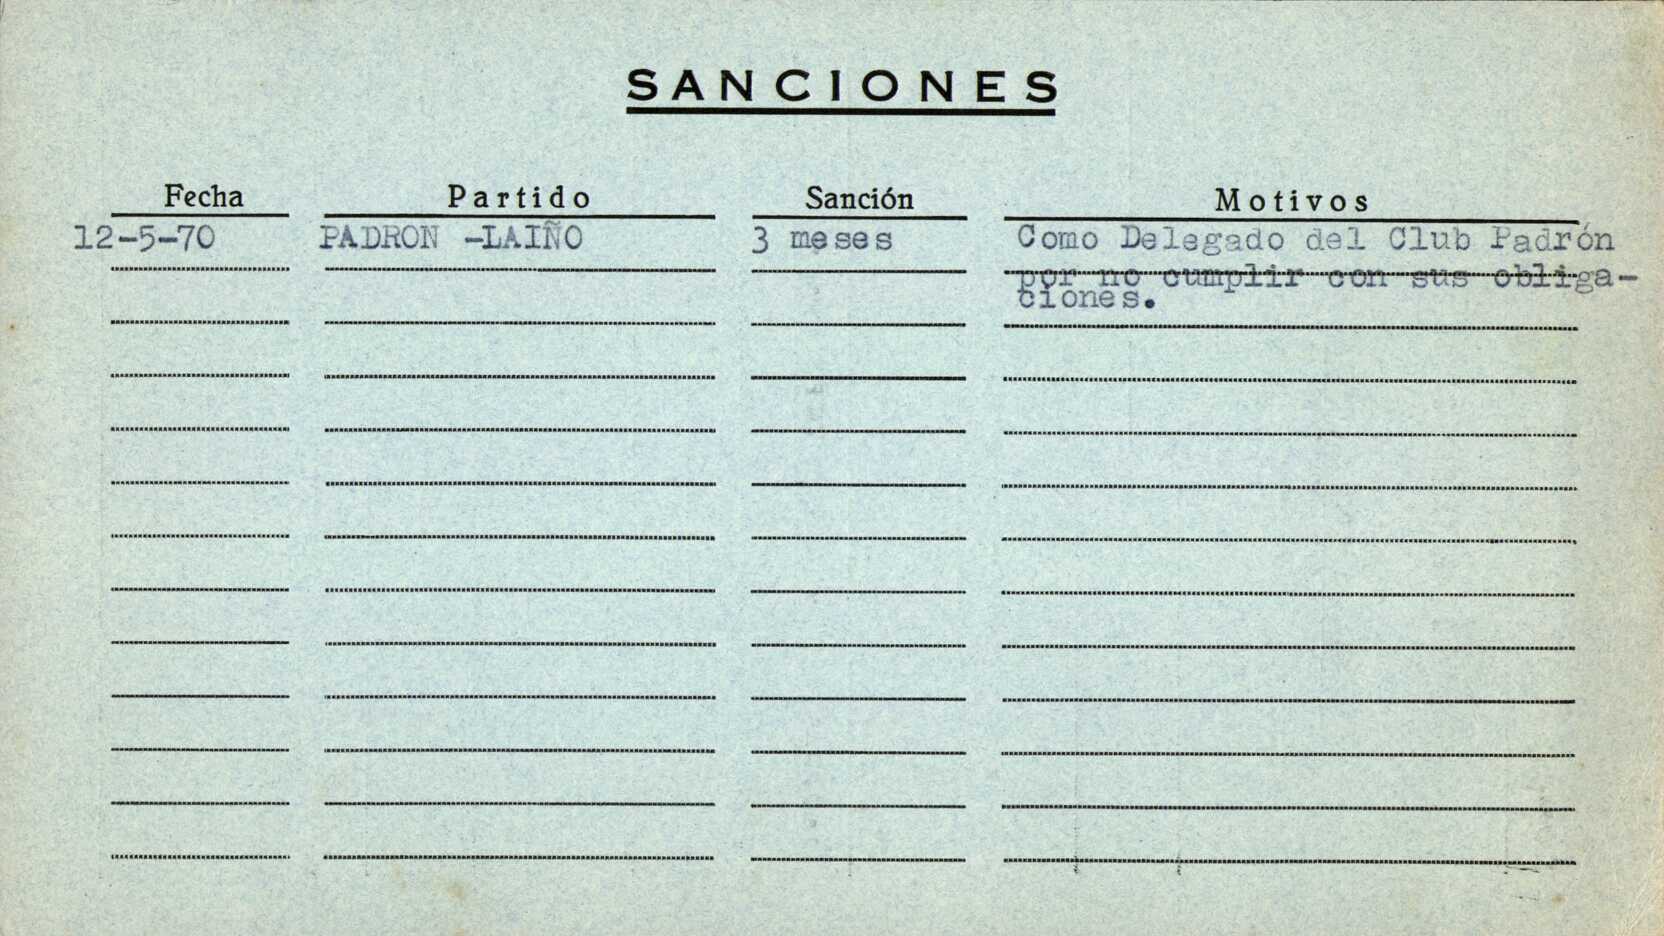 SANCIONES
Fecha Partido Sanción Motivos
12-5-70 PADRON -LAIÑO 3 meses Como Delegado del Club Padrón
por no cumplir con sus obliga-
ciones.